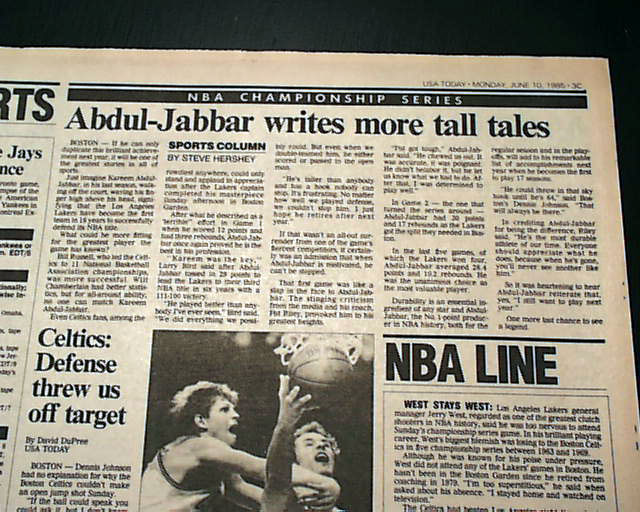 USA TODAY · MONDAY, JUNE 10, 1985 · 3C
RTS
NBA CHAMPIONSHIP SERIES
Abdul-Jabbar writes more tall tales
e Jays
nce
BOSTON — If he can only
duplicate this brilliant achieve-
ment next year, it will be one of
the greatest stories in all of
sports.
Just imagine Kareem Abdul-
Jabbar, in his last season, walk-
ing off the court, waving his fin-
ger high above his head, signi-
fying that the Los Angeles
Lakers have become the first
team in 16 years to successfully
defend its NBA title.
What could be more fitting
for the greatest player the
game has known?
Bill Russell, who led the Celt-
ics to 11 National Basketball
Association championships,
was more successful. Wilt
Chamberlain had better statis-
tics, but for all-around ability,
no one can match Kareem
Abdul-Jabbar.
Even Celtics fans, among the
SPORTS COLUMN
BY STEVE HERSHEY
rowdiest anywhere, could only
stand and applaud in apprecia-
tion after the Lakers captain
completed his masterpiece
Sunday afternoon in Boston
Garden.
After what he described as a
"terrible" effort in Game 1
when he scored 12 points and
had three rebounds, Abdul-Jab-
bar once again proved he is the
best in his profession.
"Kareem was the key,"
Larry Bird said after Abdul-
Jabbar tossed in 29 points to
lead the Lakers to their third
NBA title in six years with a
111-100 victory.
"He played better than any-
body I've ever seen," Bird said.
"We did everything we possi-
bly could. But even when we
double-teamed him, he either
scored or passed to the open
man.
"He's taller than anybody
and has a hook nobody can
stop. It's frustrating. No matter
how well we played defense,
we couldn't stop him. I just
hope he retires after next
year."
If that wasn't an all-out sur-
render from one of the game's
fiercest competitors, it certain-
ly was an admission that when
Abdul-Jabbar is motivated, he
can't be stopped.
That first game was like a
slap in the face to Abdul-Jab-
bar. The stinging criticism
from the media and his coach,
Pat Riley, provoked him to
greatest heights.
"Pat got tough," Abdul-Jab-
bar said. "He chewed us out. It
was accurate, it was poignant.
He didn't belabor it, but he let
us know what we had to do. Af-
ter that, I was determined to
play well."
In Game 2 — the one that
turned the series around —
Abdul-Jabbar had 30 points
and 17 rebounds as the Lakers
got the split they needed in Bos-
ton.
In the last five games, of
which the Lakers won four,
Abdul-Jabbar averaged 28.4
points and 10.2 rebounds. He
was the unanimous choice as
the most valuable player.
Durability is an essential in-
gredient of any star and Abdul-
Jabbar, the No. 1 point produc-
er in NBA history, both for the
regular season and in the play-
offs, will add to his remarkable
list of accomplishments next
year when he becomes the first
to play 17 seasons.
"He could throw in that sky
hook until he's 64," said Bos-
ton's Dennis Johnson. "That
will always be there."
In crediting Abdul-Jabbar
for being the difference, Riley
said, "He's the most durable
athlete of our time. Everyone
should appreciate what he
does, because when he's gone,
you'll never see another like
him."
So it was heartening to hear
Abdul-Jabbar reiterate that,
yes, "I still want to play next
year."
One more last chance to see
a legend.
Celtics:
Defense
threw us
off target
By David DuPree
USA TODAY
BOSTON — Dennis Johnson
had no explanation for why the
Boston Celtics couldn't make
an open jump shot Sunday.
"If the ball could speak you
could ask it, but I don't know
NBA LINE
WEST STAYS WEST: Los Angeles Lakers general
manager Jerry West, regarded as one of the greatest clutch
shooters in NBA history, said he was too nervous to attend
Sunday's championship series game. In his brilliant playing
career, West's biggest blemish was losing to the Boston Celt-
ics in five championship series between 1963 and 1969.
Although he was known for his poise under pressure,
West did not attend any of the Lakers' games in Boston. He
hasn't been in the Boston Garden since he retired from
coaching in 1979. "I'm too superstitious," he said when
asked about his absence. "I stayed home and watched on
television."